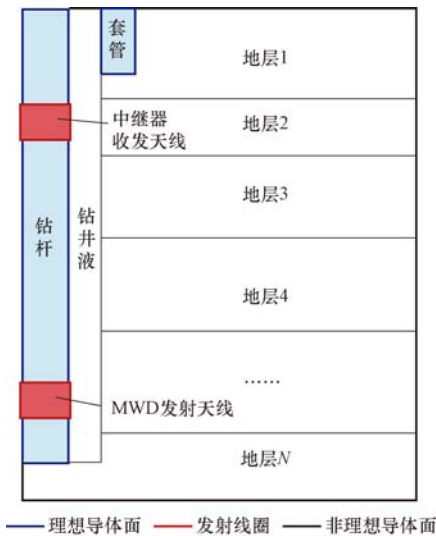 套
管
地层1
中继器
收发天线
地层2
地层3
钻
杆
钻
井
液
地层4
……
MWD发射天线
地层N
理想导体面
发射线圈
非理想导体面